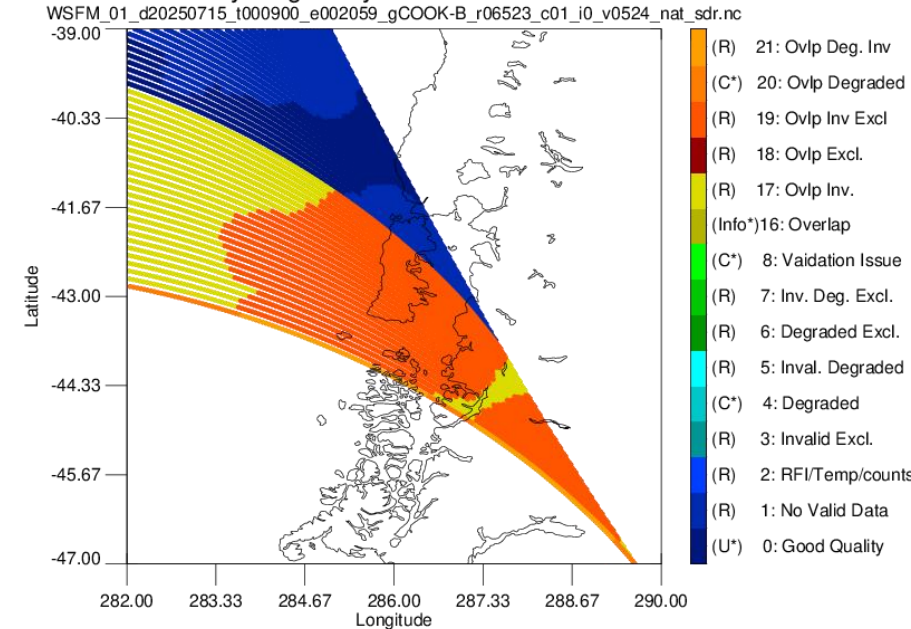 WSFM_01_d20250715_t000900_e002059_gCOOK-B_r06523_c01_i0_v0524_nat_sdr.nc
-39.00
-40.33
-41.67
-43.00
-44.33
-45.67
-47.00
Latitude
282.00 283.33 284.67 286.00 287.33 288.67 290.00
Longitude
(R) 21: Ovlp Deg. Inv
(C*) 20: Ovlp Degraded
(R) 19: Ovlp Inv Excl
(R) 18: Ovlp Excl.
(R) 17: Ovlp Inv.
(Info*)16: Overlap
(C*) 8: Vaidation Issue
(R) 7: Inv. Deg. Excl.
(R) 6: Degraded Excl.
(R) 5: Inval. Degraded
(C*) 4: Degraded
(R) 3: Invalid Excl.
(R) 2: RFI/Temp/counts
(R) 1: No Valid Data
(U*) 0: Good Quality